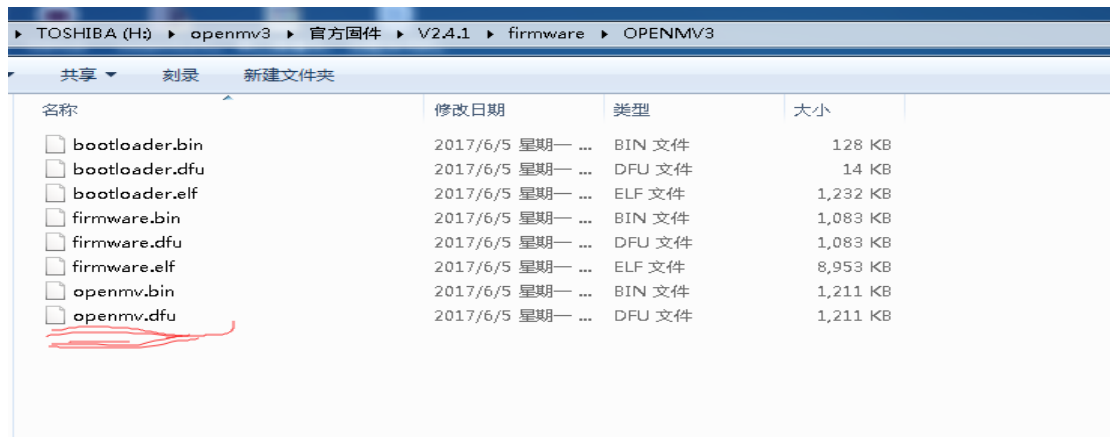 TOSHIBA (H:) ▸ openmv3 ▸ 官方固件 ▸ V2.4.1 ▸ firmware ▸ OPENMV3
共享 刻录 新建文件夹
名称 修改日期 类型 大小
bootloader.bin 2017/6/5 星期一 ... BIN 文件 128 KB
bootloader.dfu 2017/6/5 星期一 ... DFU 文件 14 KB
bootloader.elf 2017/6/5 星期一 ... ELF 文件 1,232 KB
firmware.bin 2017/6/5 星期一 ... BIN 文件 1,083 KB
firmware.dfu 2017/6/5 星期一 ... DFU 文件 1,083 KB
firmware.elf 2017/6/5 星期一 ... ELF 文件 8,953 KB
openmv.bin 2017/6/5 星期一 ... BIN 文件 1,211 KB
openmv.dfu 2017/6/5 星期一 ... DFU 文件 1,211 KB